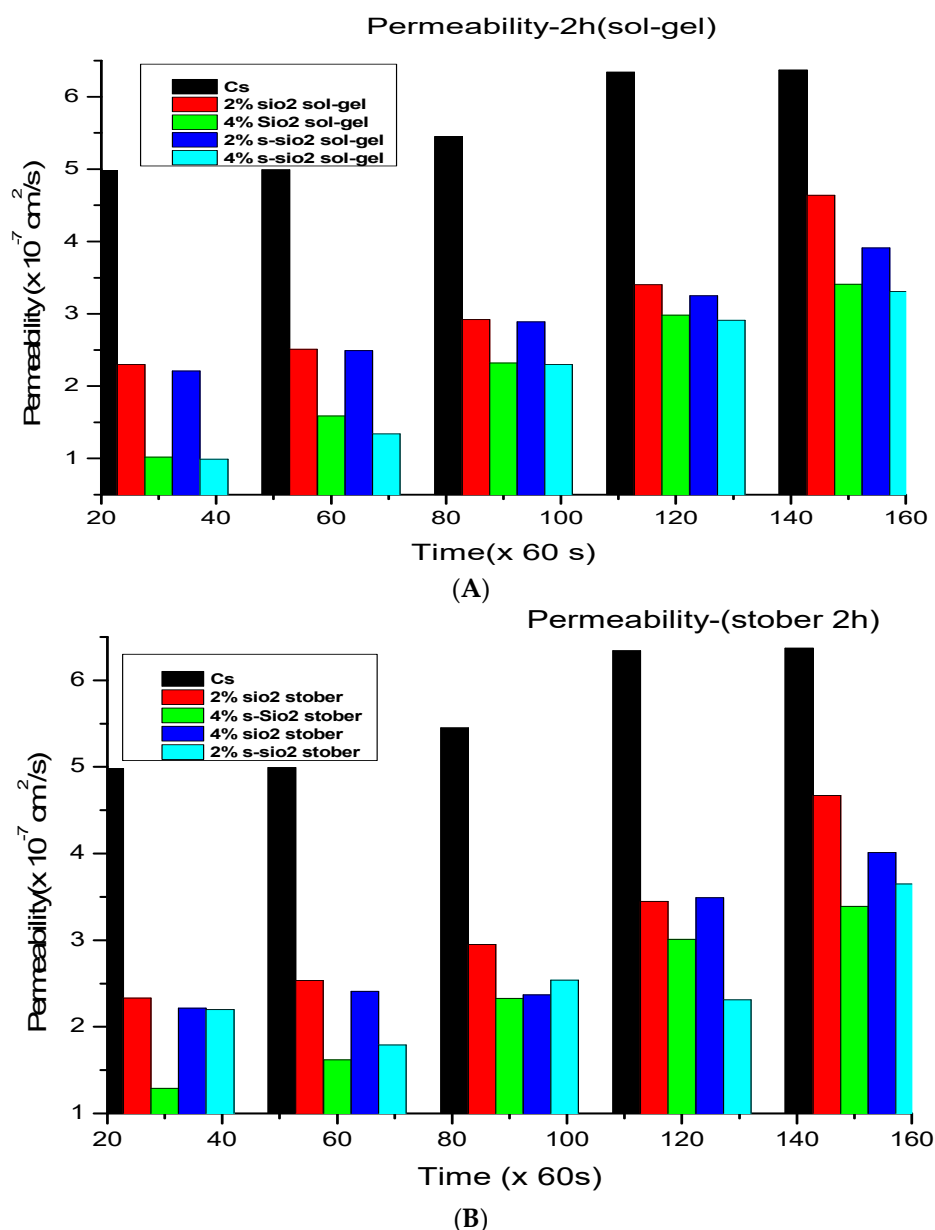 Permeability-2h(sol-gel)
Cs
2% sio2 sol-gel
4% Sio2 sol-gel
2% s-sio2 sol-gel
4% s-sio2 sol-gel
Permeability(x 10⁻⁷ cm²/s)
6
5
4
3
2
1
20 40 60 80 100 120 140 160
Time(x 60 s)
(A)
Permeability-(stober 2h)
Cs
2% sio2 stober
4% s-Sio2 stober
4% sio2 stober
2% s-sio2 stober
Permeability(x 10⁻⁷ cm²/s)
6
5
4
3
2
1
20 40 60 80 100 120 140 160
Time (x 60s)
(B)